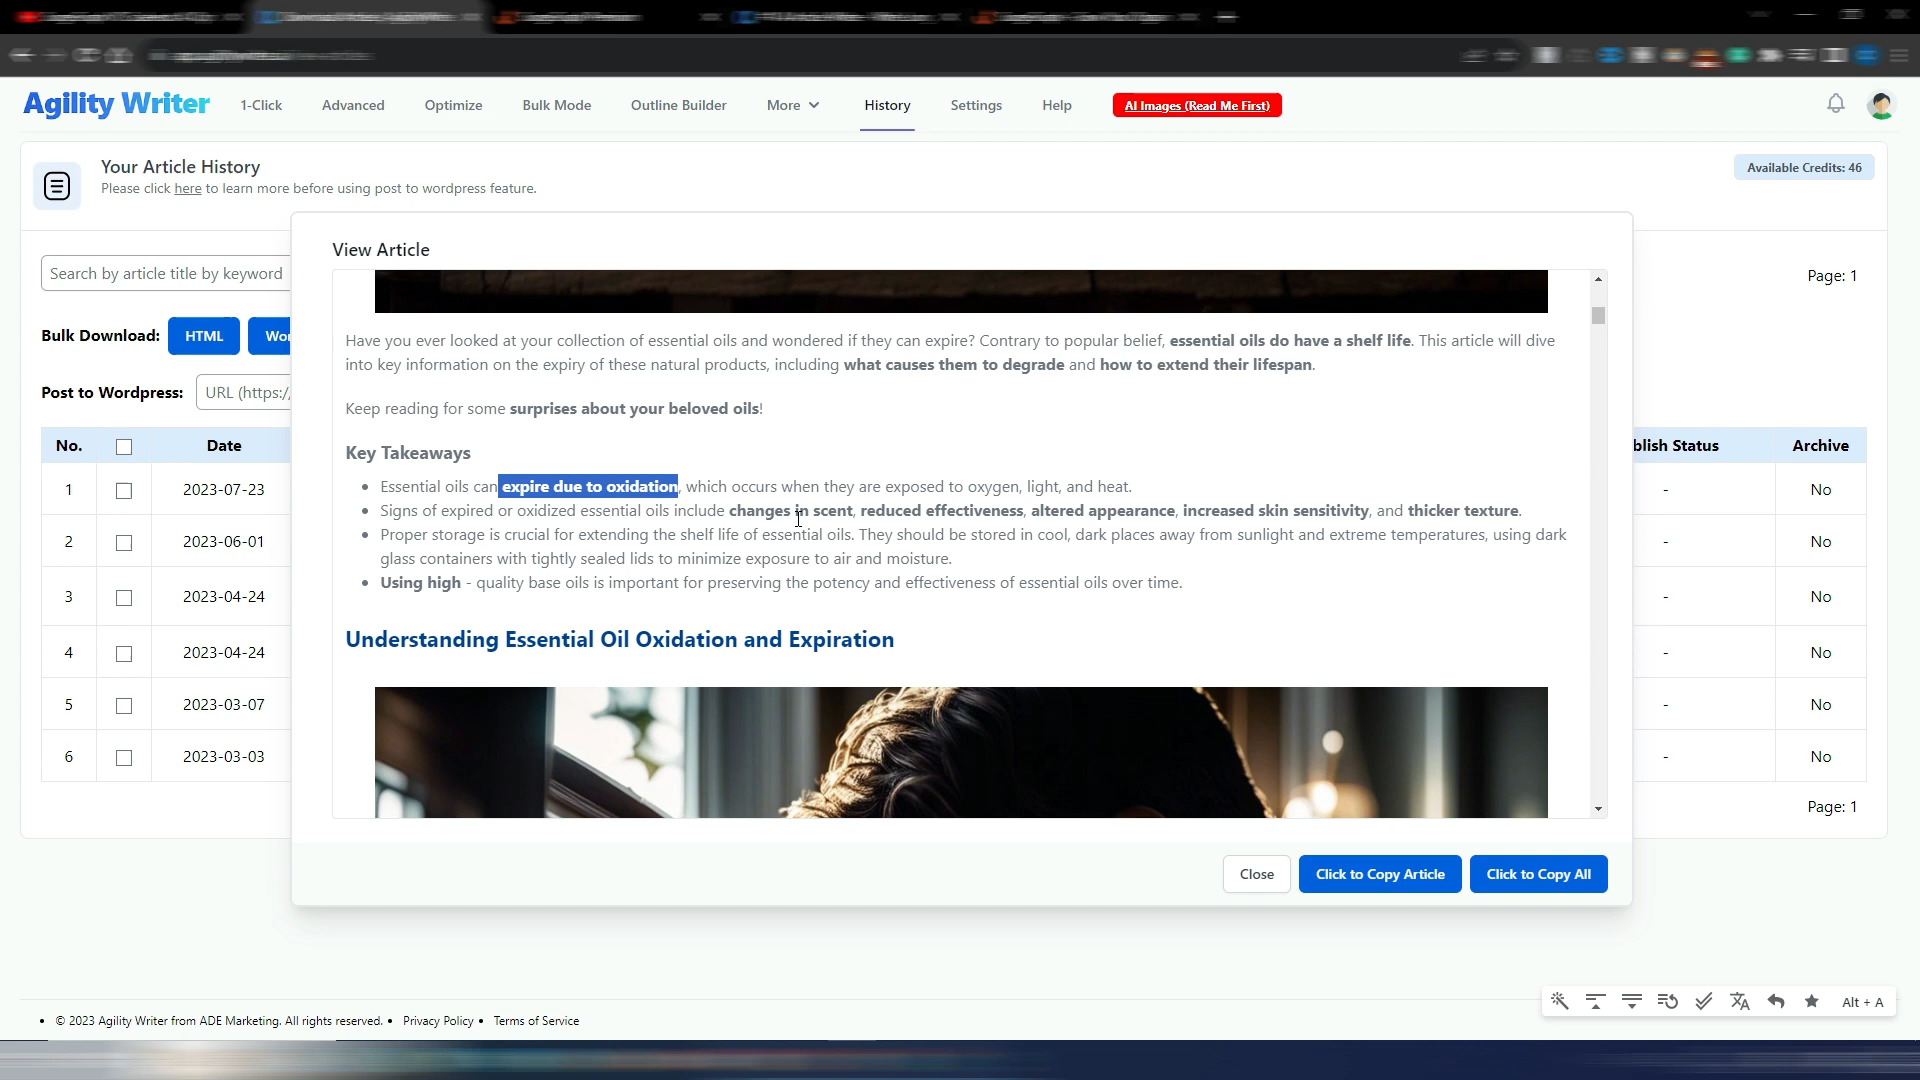 Agility Writer
1-Click
Advanced
Optimize
Bulk Mode
Outline Builder
More
History
Settings
Help
AI Images (Read Me First)
Your Article History
Please click here to learn more before using post to wordpress feature.
Available Credits: 46
Search by article title by keyword
Page: 1
Bulk Download:
HTML
Wor
Post to Wordpress:
URL (https:/
No.
Date
blish Status
Archive
1
2023-07-23
-
No
2
2023-06-01
-
No
3
2023-04-24
-
No
4
2023-04-24
-
No
5
2023-03-07
-
No
6
2023-03-03
-
No
Page: 1
View Article
Have you ever looked at your collection of essential oils and wondered if they can expire? Contrary to popular belief, essential oils do have a shelf life. This article will dive
into key information on the expiry of these natural products, including what causes them to degrade and how to extend their lifespan.
Keep reading for some surprises about your beloved oils!
Key Takeaways
• Essential oils can expire due to oxidation, which occurs when they are exposed to oxygen, light, and heat.
• Signs of expired or oxidized essential oils include changes in scent, reduced effectiveness, altered appearance, increased skin sensitivity, and thicker texture.
• Proper storage is crucial for extending the shelf life of essential oils. They should be stored in cool, dark places away from sunlight and extreme temperatures, using dark
glass containers with tightly sealed lids to minimize exposure to air and moisture.
• Using high - quality base oils is important for preserving the potency and effectiveness of essential oils over time.
Understanding Essential Oil Oxidation and Expiration
Close
Click to Copy Article
Click to Copy All
Alt + A
• © 2023 Agility Writer from ADE Marketing. All rights reserved. • Privacy Policy • Terms of Service